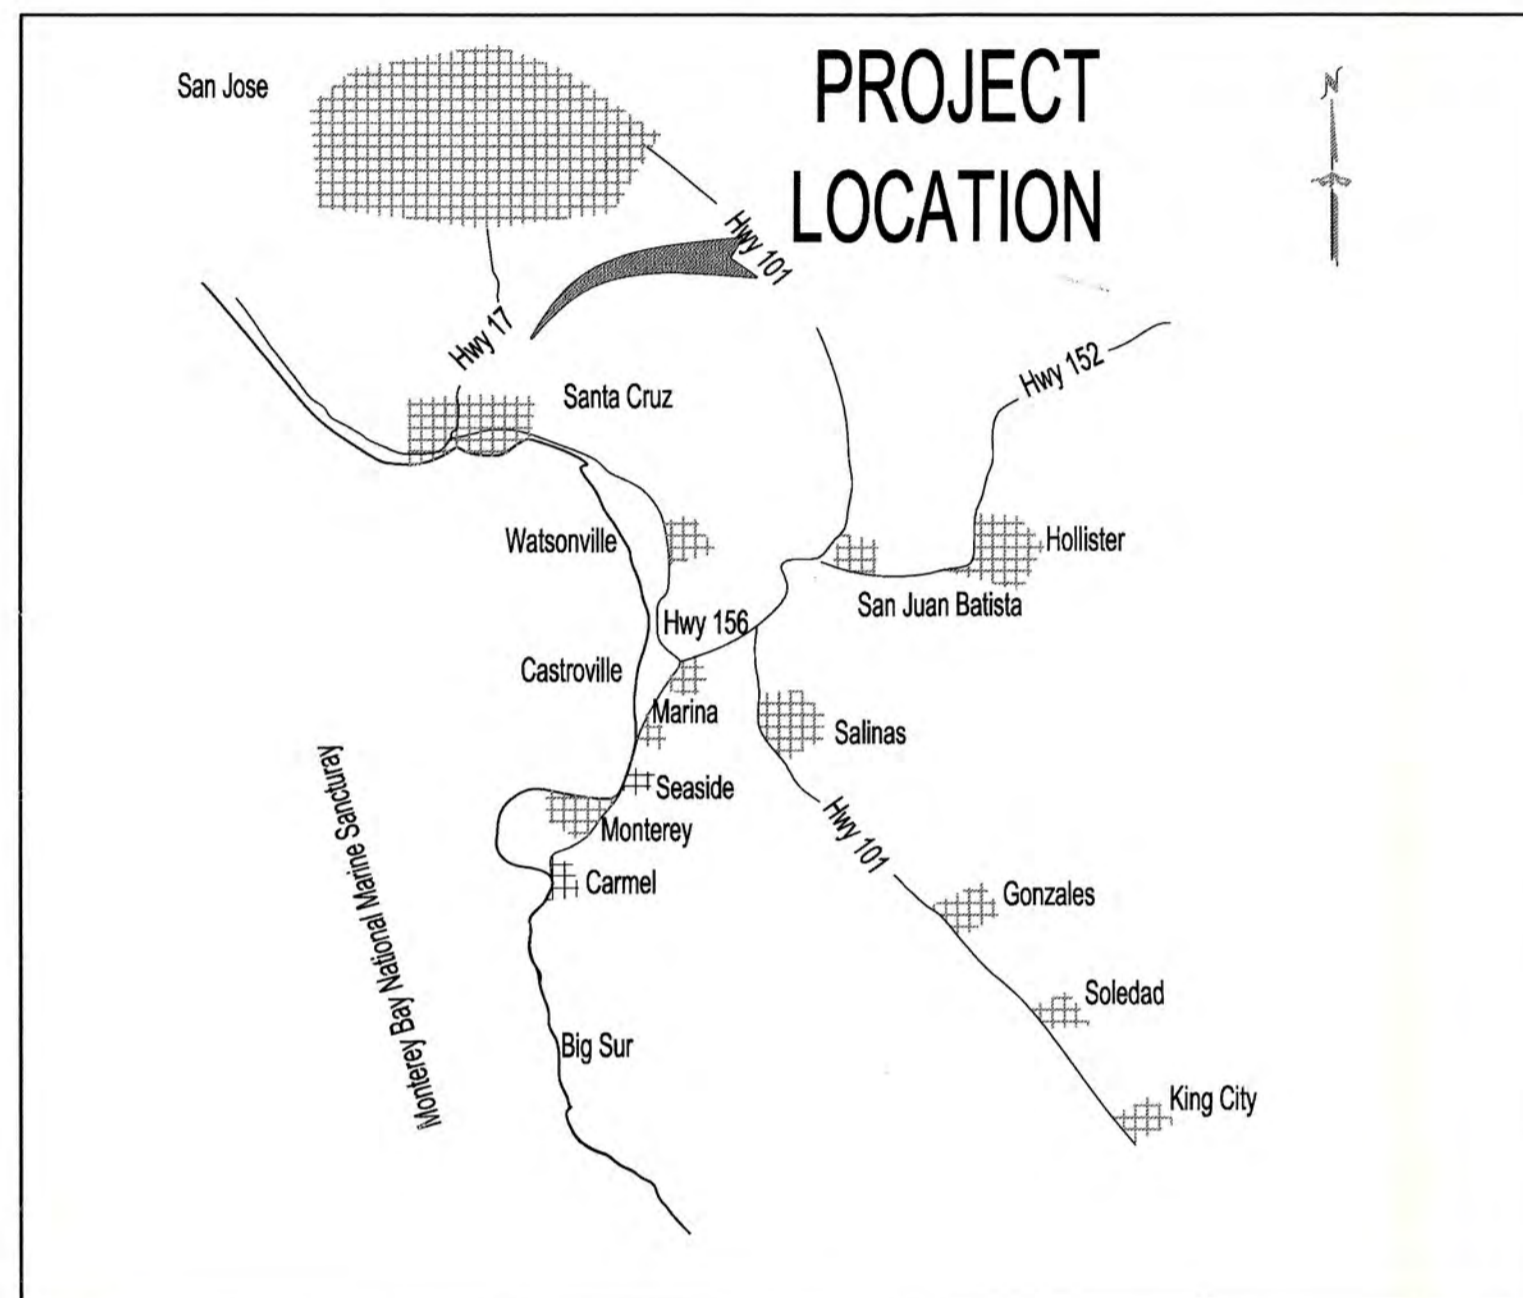 PROJECT
LOCATION
N
San Jose
Hwy 101
Hwy 17
Hwy 152
Santa Cruz
Watsonville
Hollister
San Juan Batista
Hwy 156
Castroville
Marina
Salinas
Seaside
Monterey
Hwy 101
Carmel
Gonzales
Monterey Bay National Marine Sancturay
Soledad
Big Sur
King City